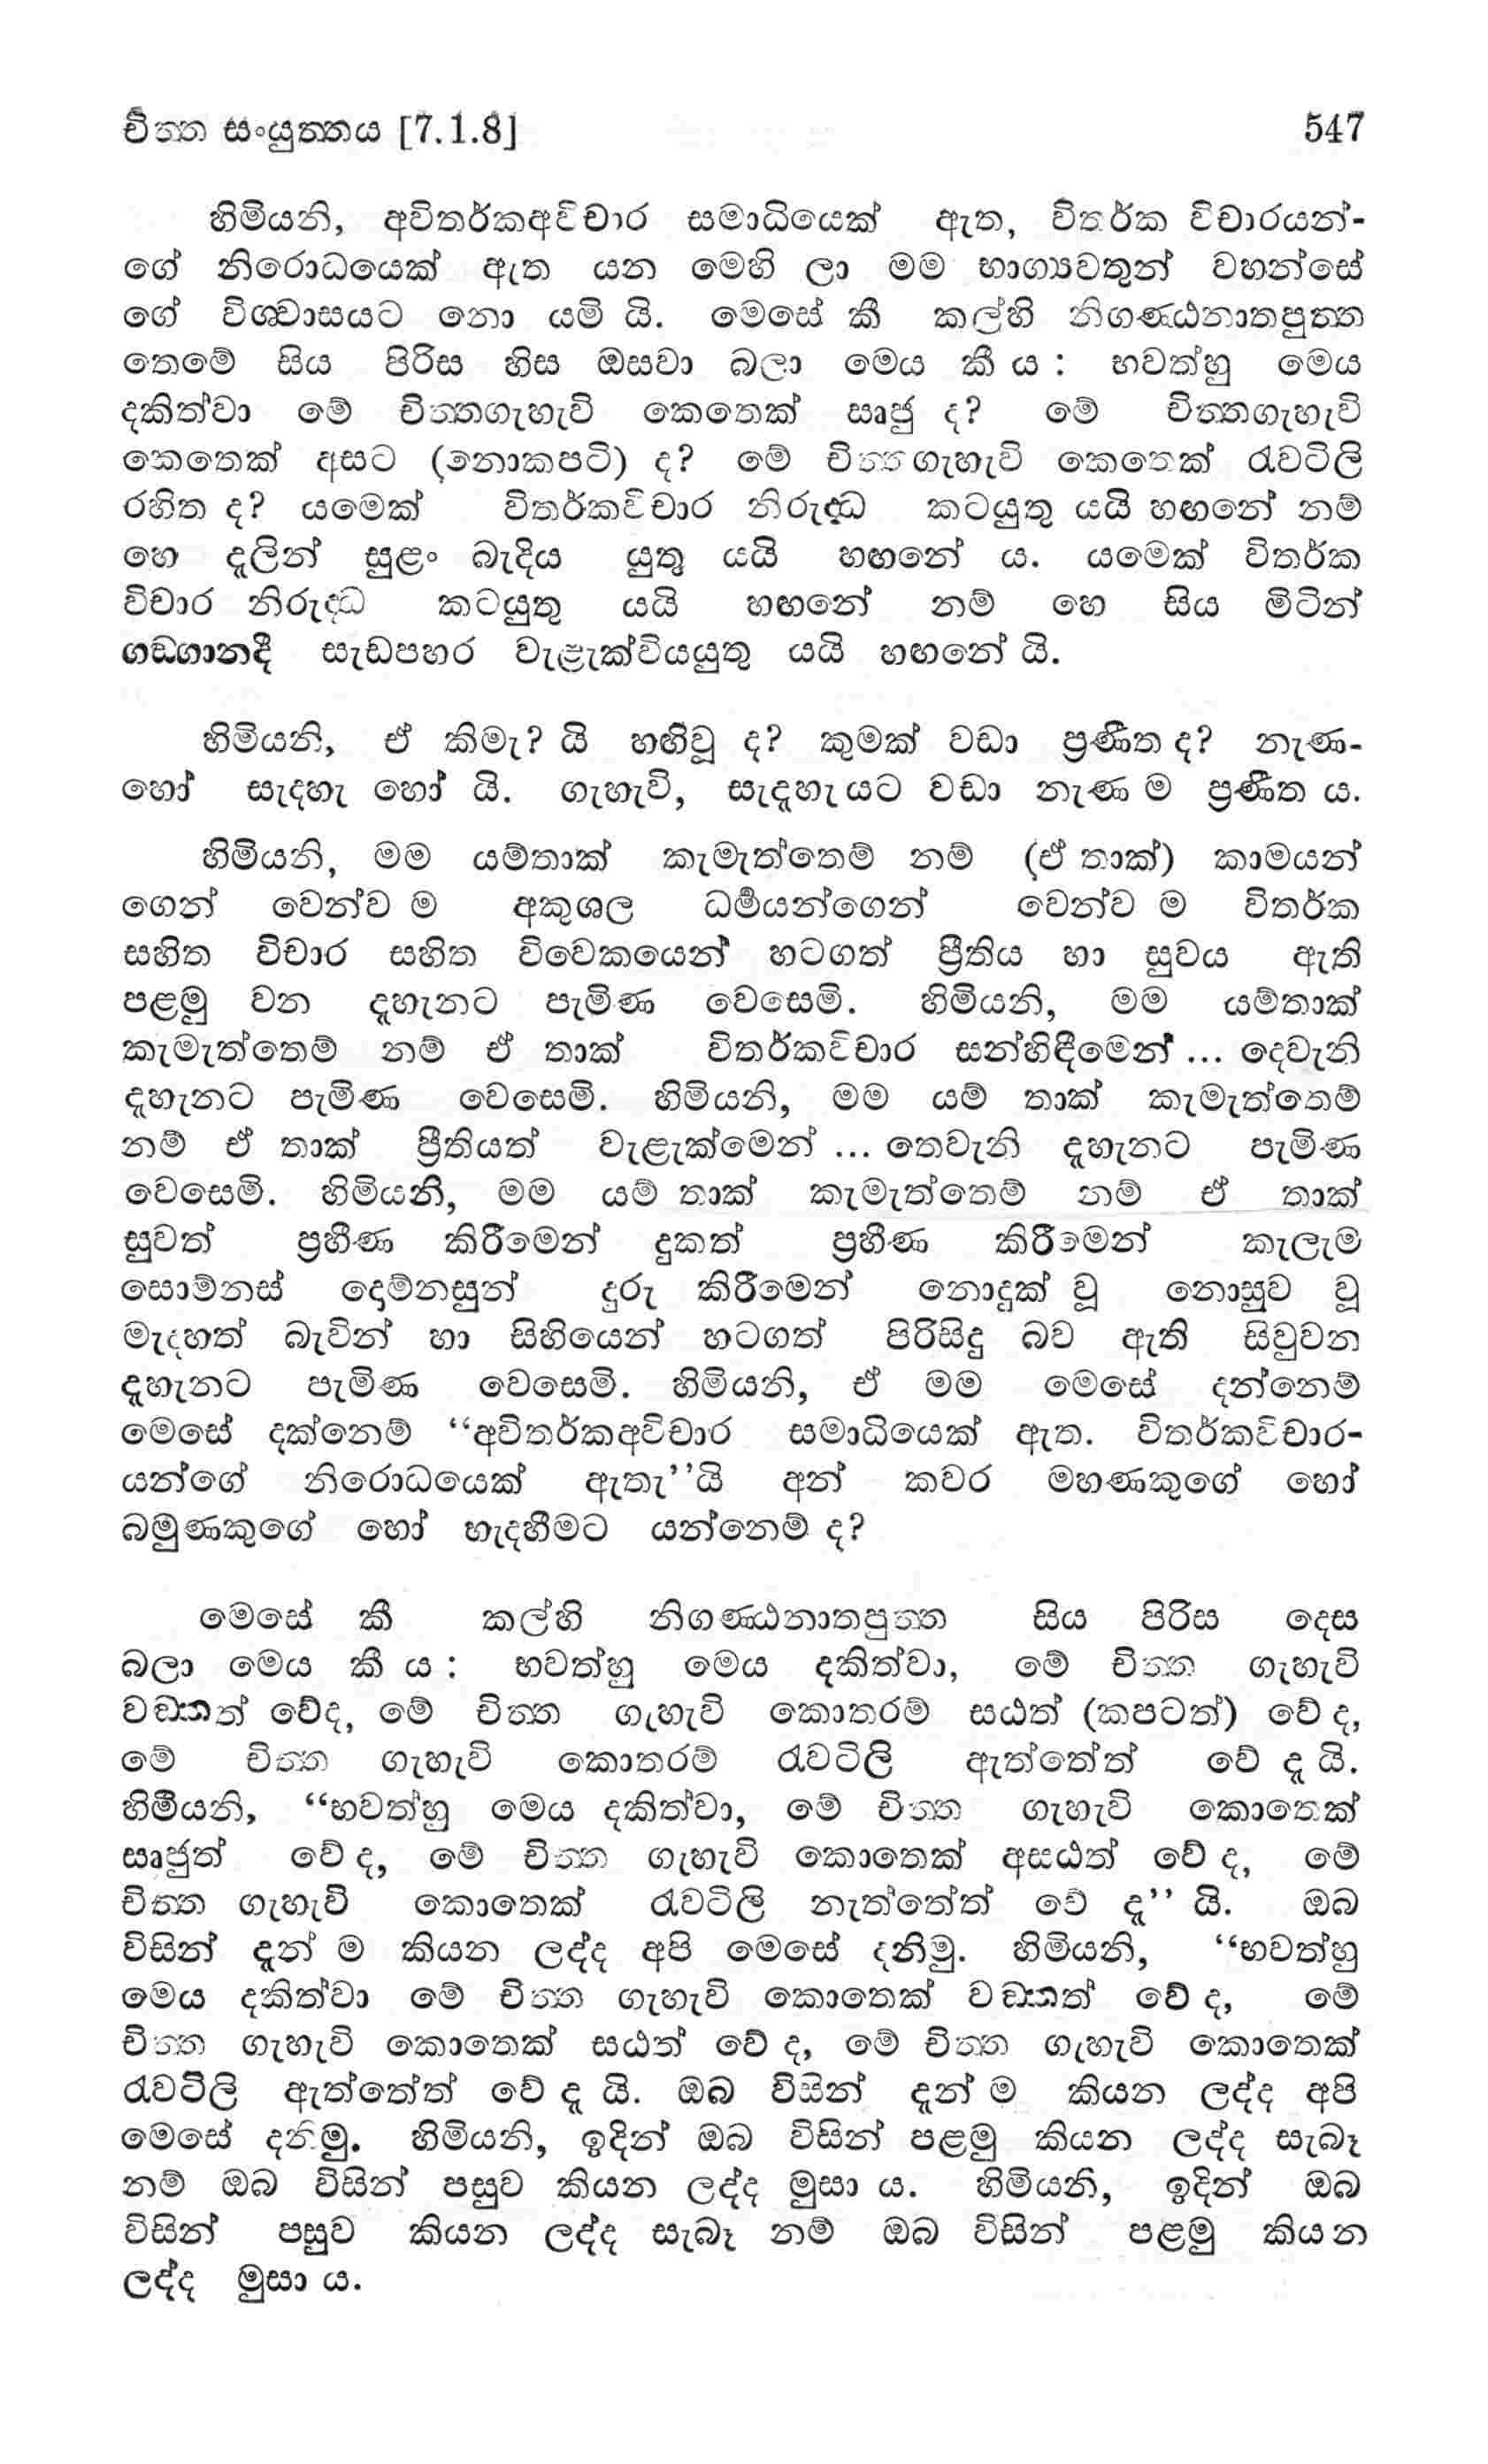 චිත්ත සංයුත්තය [7.1.8] 547
හිමියනි, අවිතර්කඅවිචාර සමාධියෙක් ඇත, විතර්ක විචාරයන්-
ගේ නිරොධයෙක් ඇත යන මෙහි ලා මම භාග්‍යවතුන් වහන්සේ
ගේ විශ්වාසයට නො යමි යි. මෙසේ කී කල්හි නිගණ්ඨනාතපුත්ත
තෙමේ සිය පිරිස හිස ඔසවා බලා මෙය කී ය : භවත්හු මෙය
දකිත්වා මේ චිත්තගැහැවි කෙතෙක් සෘජු ද? මේ චිත්තගැහැවි
කෙතෙක් අසට (නොකපටි) ද? මේ චිත්තගැහැවි කෙතෙක් රැවටිලි
රහිත ද? යමෙක් විතර්කවිචාර නිරුද්ධ කටයුතු යයි හඟනේ නම්
හෙ දැලින් සුළං බැදිය යුතු යයි හඟනේ ය. යමෙක් විතර්ක
විචාර නිරුද්ධ කටයුතු යයි හඟනේ නම් හෙ සිය මිටින්
ගඞ්ගානදී සැඩපහර වැළැක්වියයුතු යයි හඟනේ යි.
හිමියනි, ඒ කිමැ? යි හඟිවූ ද? කුමක් වඩා ප්‍රණීත ද? නැණ-
හෝ සැදහැ හෝ යි. ගැහැවි, සැදැහැයට වඩා නැණ ම ප්‍රණීත ය.
හිමියනි, මම යම්තාක් කැමැත්තෙම් නම් (ඒ තාක්) කාමයන්
ගෙන් වෙන්ව ම අකුශල ධර්‍මයන්ගෙන් වෙන්ව ම විතර්ක
සහිත විචාර සහිත විවෙකයෙන් හටගත් ප්‍රීතිය හා සුවය ඇති
පළමු වන දැහැනට පැමිණ වෙසෙමි. හිමියනි, මම යම්තාක්
කැමැත්තෙම් නම් ඒ තාක් විතර්කවිචාර සන්හිඳීමෙන් ... දෙවැනි
දැහැනට පැමිණ වෙසෙමි. හිමියනි, මම යම් තාක් කැමැත්තෙම්
නම් ඒ තාක් ප්‍රීතියත් වැළැක්මෙන් ... තෙවැනි දැහැනට පැමිණ
වෙසෙමි. හිමියනි, මම යම් තාක් කැමැත්තෙම් නම් ඒ තාක්
සුවත් ප්‍රහීණ කිරීමෙන් දුකත් ප්‍රහීණ කිරීමෙන් කැලැම
සොම්නස් දොම්නසුන් දුරු කිරීමෙන් නොදුක් වූ නොසුව වූ
මැදහත් බැවින් හා සිහියෙන් හටගත් පිරිසිදු බව ඇති සිවුවන
දැහැනට පැමිණ වෙසෙමි. හිමියනි, ඒ මම මෙසේ දන්නෙම්
මෙසේ දක්නෙම් “අවිතර්කඅවිචාර සමාධියෙක් ඇත. විතර්කවිචාර-
යන්ගේ නිරොධයෙක් ඇතැ”යි අන් කවර මහණකුගේ හෝ
බමුණකුගේ හෝ හැදහීමට යන්නෙම් ද?
මෙසේ කී කල්හි නිගණ්ඨනාතපුත්ත සිය පිරිස දෙස
බලා මෙය කී ය : භවත්හු මෙය දකිත්වා, මේ චිත්ත ගැහැවි
වඞ්කත් වේද, මේ චිත්ත ගැහැවි කොතරම් සඨත් (කපටත්) වේ ද,
මේ චිත්ත ගැහැවි කොතරම් රැවටිලි ඇත්තේත් වේ දැ යි.
හිමියනි, “භවත්හු මෙය දකිත්වා, මේ චිත්ත ගැහැවි කොතෙක්
සෘජුත් වේ ද, මේ චිත්ත ගැහැවි කොතෙක් අසඨත් වේ ද, මේ
චිත්ත ගැහැවි කොතෙක් රැවටිලි නැත්තේත් වේ දැ” යි. ඔබ
විසින් දැන් ම කියන ලද්ද අපි මෙසේ දනිමු. හිමියනි, “භවත්හු
මෙය දකිත්වා මේ චිත්ත ගැහැවි කොතෙක් වඞ්කත් වේ ද, මේ
චිත්ත ගැහැවි කොතෙක් සඨත් වේ ද, මේ චිත්ත ගැහැවි කොතෙක්
රැවටිලි ඇත්තේත් වේ දැ යි. ඔබ විසින් දැන් ම කියන ලද්ද අපි
මෙසේ දනිමු. හිමියනි, ඉදින් ඔබ විසින් පළමු කියන ලද්ද සැබෑ
නම් ඔබ විසින් පසුව කියන ලද්ද මුසා ය. හිමියනි, ඉදින් ඔබ
විසින් පසුව කියන ලද්ද සැබෑ නම් ඔබ විසින් පළමු කියන
ලද්ද මුසා ය.